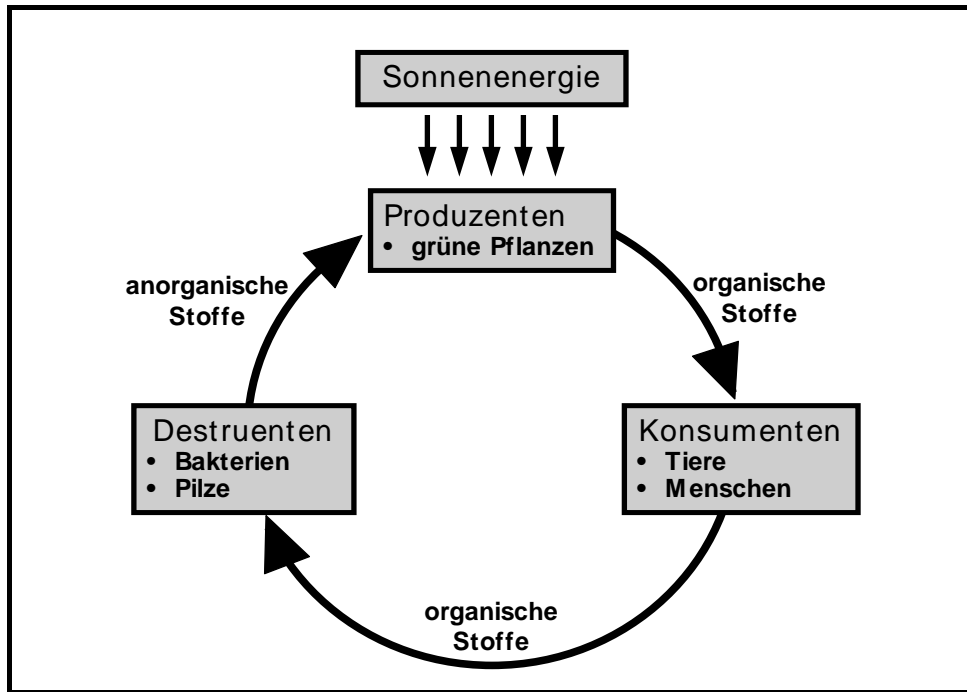 Sonnenenergie
Produzenten
• grüne Pflanzen
anorganische
Stoffe
organische
Stoffe
Destruenten
• Bakterien
• Pilze
Konsumenten
• Tiere
• Menschen
organische
Stoffe